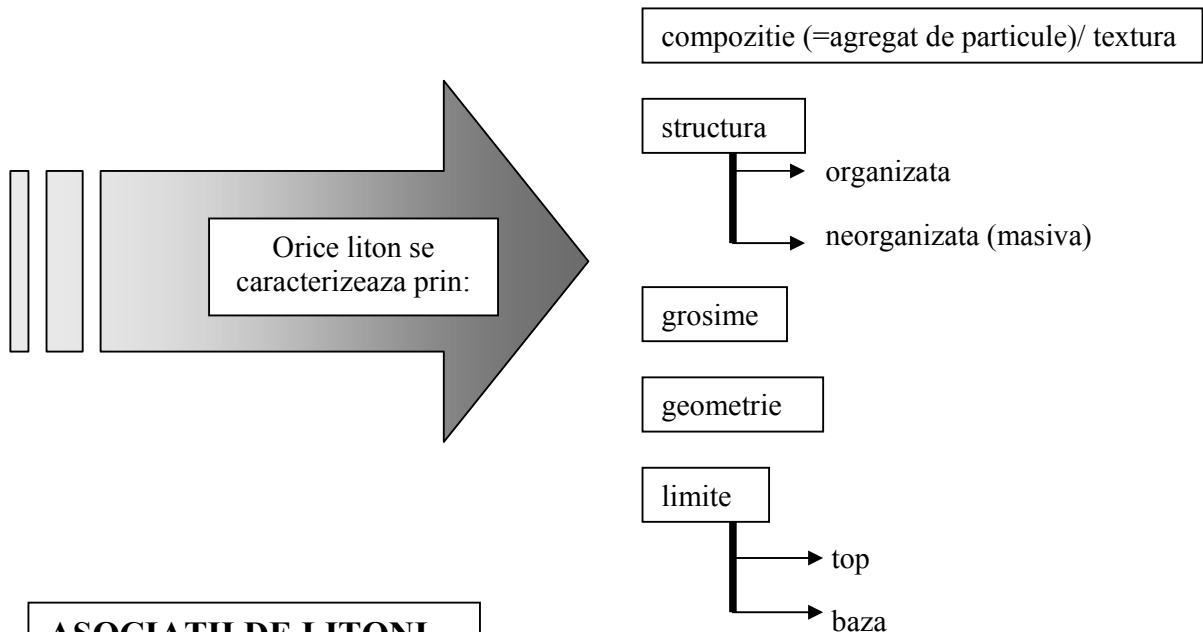 compozitie (=agregat de particule)/ textura
structura
organizata
neorganizata (masiva)
Orice liton se
caracterizeaza prin:
grosime
geometrie
limite
top
baza
ASOCIATII DE LITONI